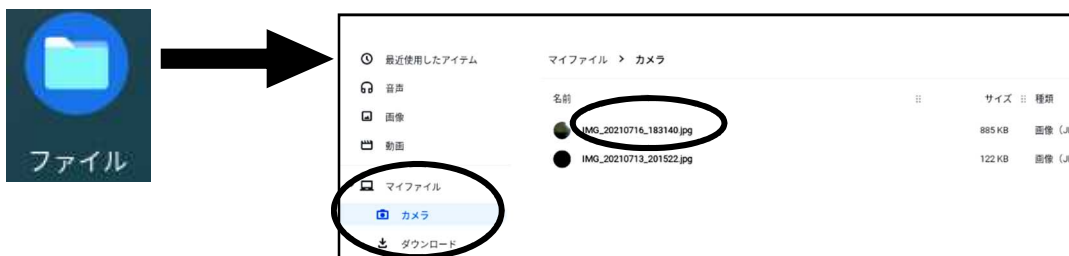 ファイル
最近使用したアイテム
音声
画像
動画
マイファイル
カメラ
ダウンロード
マイファイル > カメラ
名前 サイズ 種類
IMG_20210716_183140.jpg 885 KB 画像 (J
IMG_20210713_201522.jpg 122 KB 画像 (J